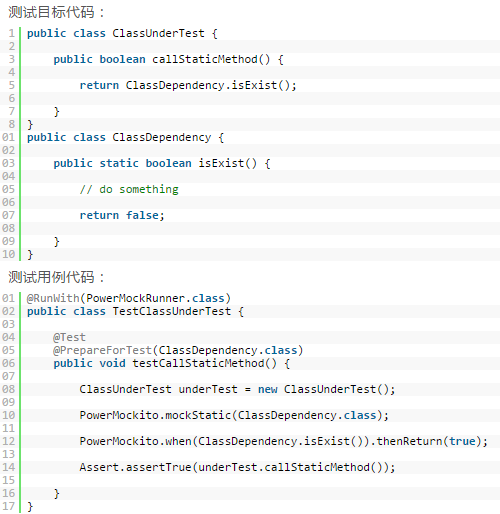 测试目标代码：
1 public class ClassUnderTest {
2
3     public boolean callStaticMethod() {
4
5         return ClassDependency.isExist();
6
7     }
8 }
01 public class ClassDependency {
02
03     public static boolean isExist() {
04
05         // do something
06
07         return false;
08
09     }
10 }
测试用例代码：
01 @RunWith(PowerMockRunner.class)
02 public class TestClassUnderTest {
03
04     @Test
05     @PrepareForTest(ClassDependency.class)
06     public void testCallStaticMethod() {
07
08         ClassUnderTest underTest = new ClassUnderTest();
09
10         PowerMockito.mockStatic(ClassDependency.class);
11
12         PowerMockito.when(ClassDependency.isExist()).thenReturn(true);
13
14         Assert.assertTrue(underTest.callStaticMethod());
15
16     }
17 }